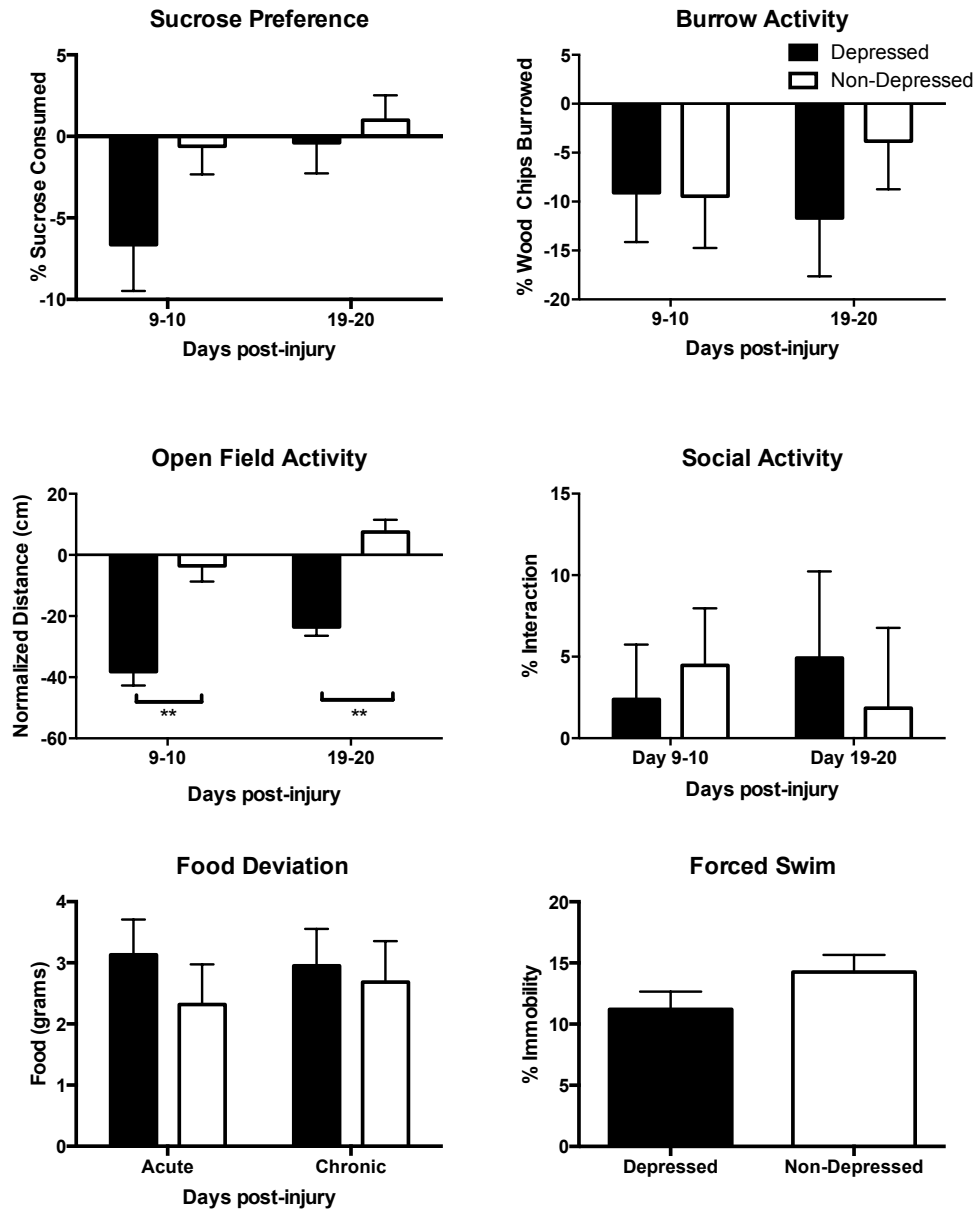 Sucrose Preference
5
0
-5
-10
% Sucrose Consumed
9-10
19-20
Days post-injury
Burrow Activity
Depressed
Non-Depressed
5
0
-5
-10
-15
-20
% Wood Chips Burrowed
9-10
19-20
Days post-injury
Open Field Activity
20
0
-20
-40
-60
Normalized Distance (cm)
**
**
9-10
19-20
Days post-injury
Social Activity
15
10
5
0
% Interaction
Day 9-10
Day 19-20
Days post-injury
Food Deviation
4
3
2
1
0
Food (grams)
Acute
Chronic
Days post-injury
Forced Swim
20
15
10
5
0
% Immobility
Depressed
Non-Depressed